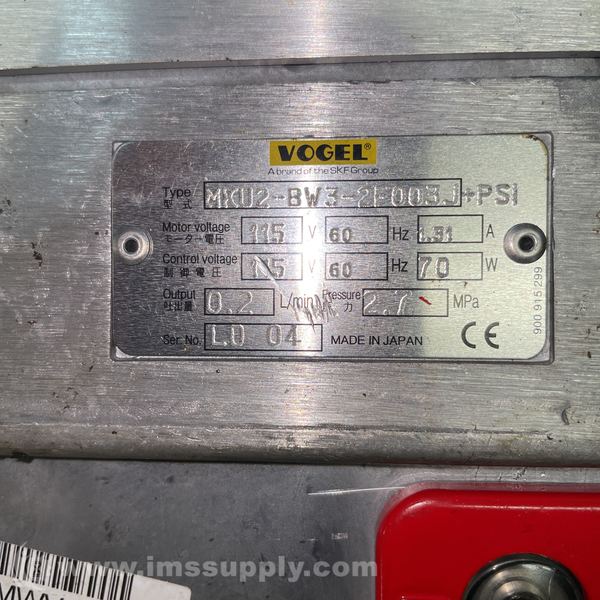 VOGEL®
A brand of the SKF Group
Type MKU2-BW3-2F003J+PSI
型式
Motor voltage 115 V 60 Hz 1.31 A
モーター電圧
Control voltage 115 V 60 Hz 70 W
制御電圧
Output 0.2 L/min Pressure 2.7 MPa
吐出量 力
Ser. No. L.U 04 MADE IN JAPAN CE
900 915 299
www.imssupply.com